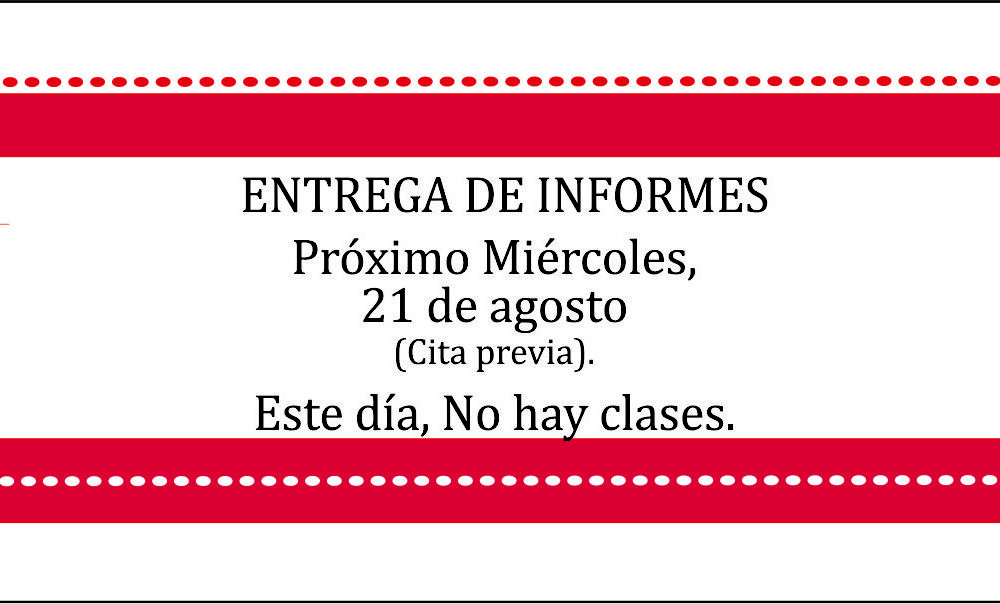 ENTREGA DE INFORMES
Próximo Miércoles,
21 de agosto
(Cita previa).
Este día, No hay clases.